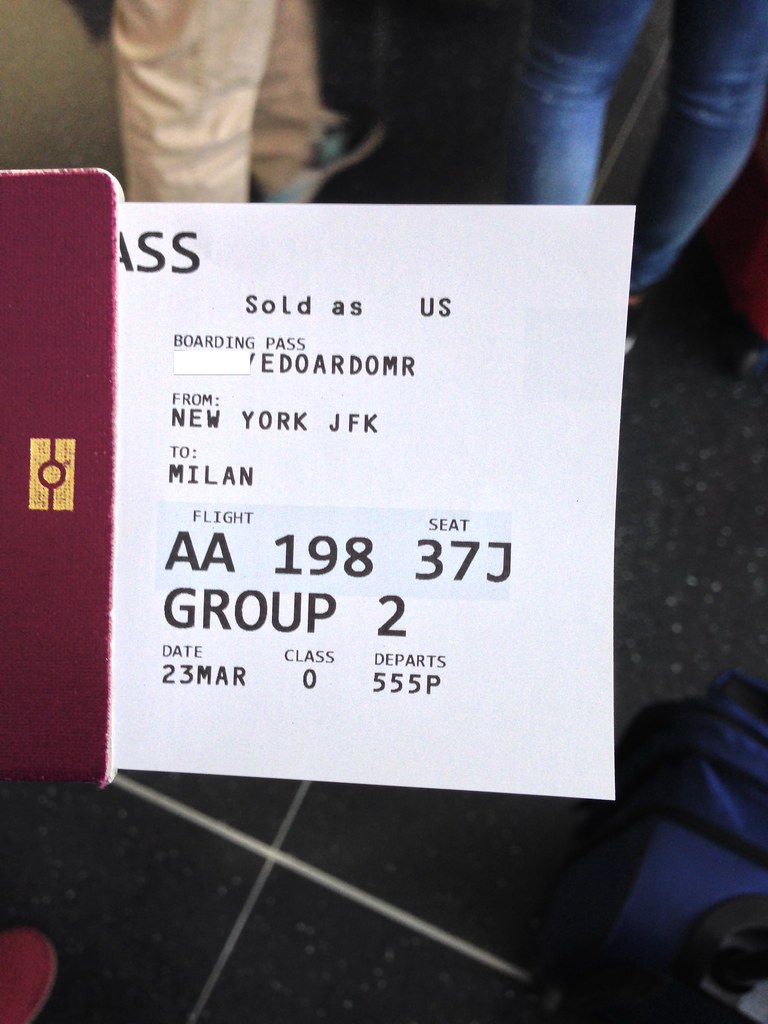 ASS
Sold as US
BOARDING PASS
/EDOARDOMR
FROM:
NEW YORK JFK
TO:
MILAN
FLIGHT SEAT
AA 198 37J
GROUP 2
DATE CLASS DEPARTS
23MAR O 555P